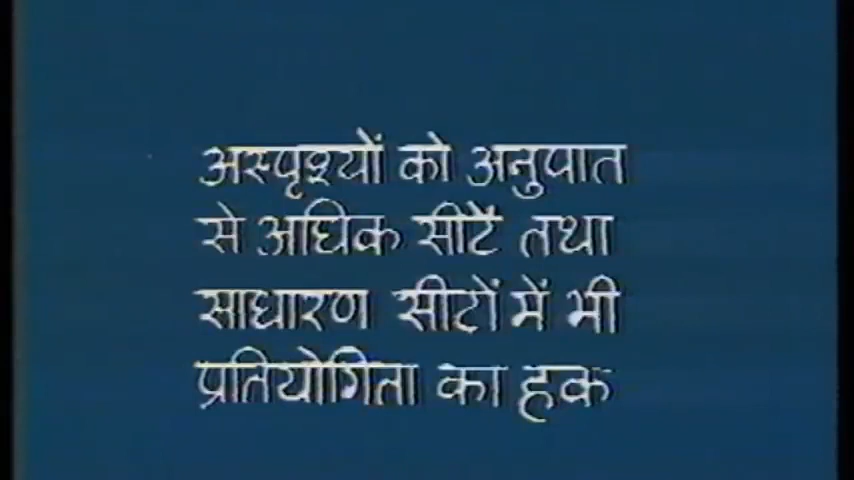 अस्पृश्यों को अनुपात
से अधिक सीटें तथा
साधारण सीटों में भी
प्रतियोगिता का हक